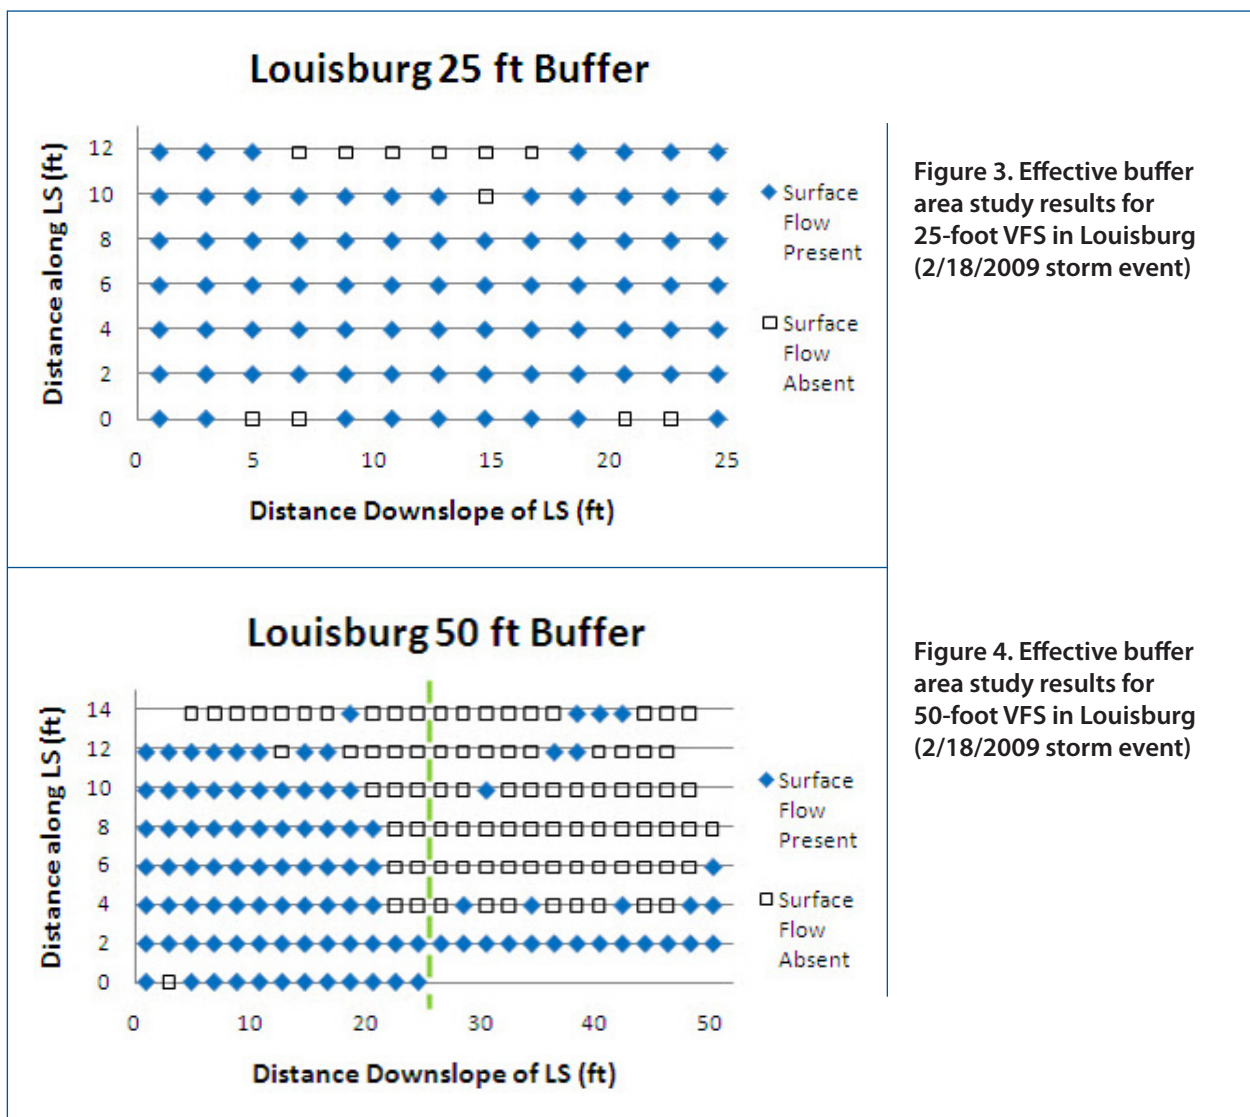 Louisburg 25 ft Buffer
Distance along LS (ft)
12
10
8
6
4
2
0
0 5 10 15 20 25
Distance Downslope of LS (ft)
Surface
Flow
Present
Surface
Flow
Absent
Figure 3. Effective buffer
area study results for
25-foot VFS in Louisburg
(2/18/2009 storm event)
Louisburg 50 ft Buffer
Distance along LS (ft)
14
12
10
8
6
4
2
0
0 10 20 30 40 50
Distance Downslope of LS (ft)
Surface
Flow
Present
Surface
Flow
Absent
Figure 4. Effective buffer
area study results for
50-foot VFS in Louisburg
(2/18/2009 storm event)